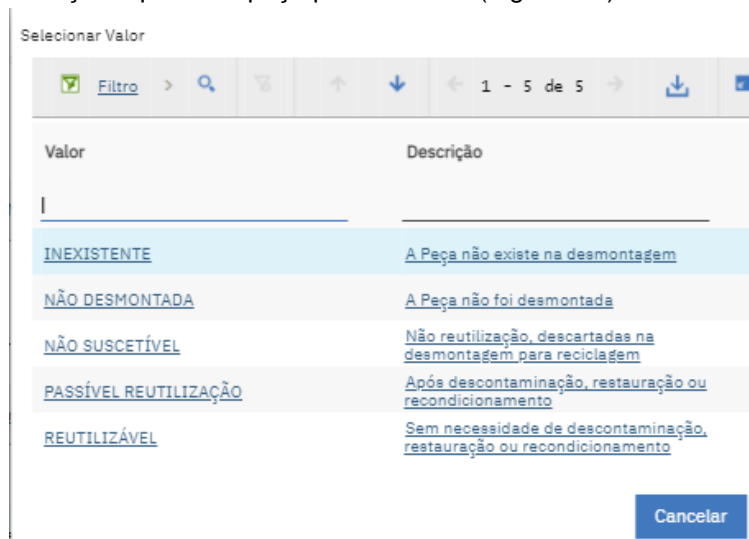 Selecionar Valor
Filtro > 1 - 5 de 5
Valor Descrição
INEXISTENTE A Peça não existe na desmontagem
NÃO DESMONTADA A Peça não foi desmontada
NÃO SUSCETÍVEL Não reutilização, descartadas na
desmontagem para reciclagem
PASSÍVEL REUTILIZAÇÃO Após descontaminação, restauração ou
recondicionamento
REUTILIZÁVEL Sem necessidade de descontaminação,
restauração ou recondicionamento
Cancelar